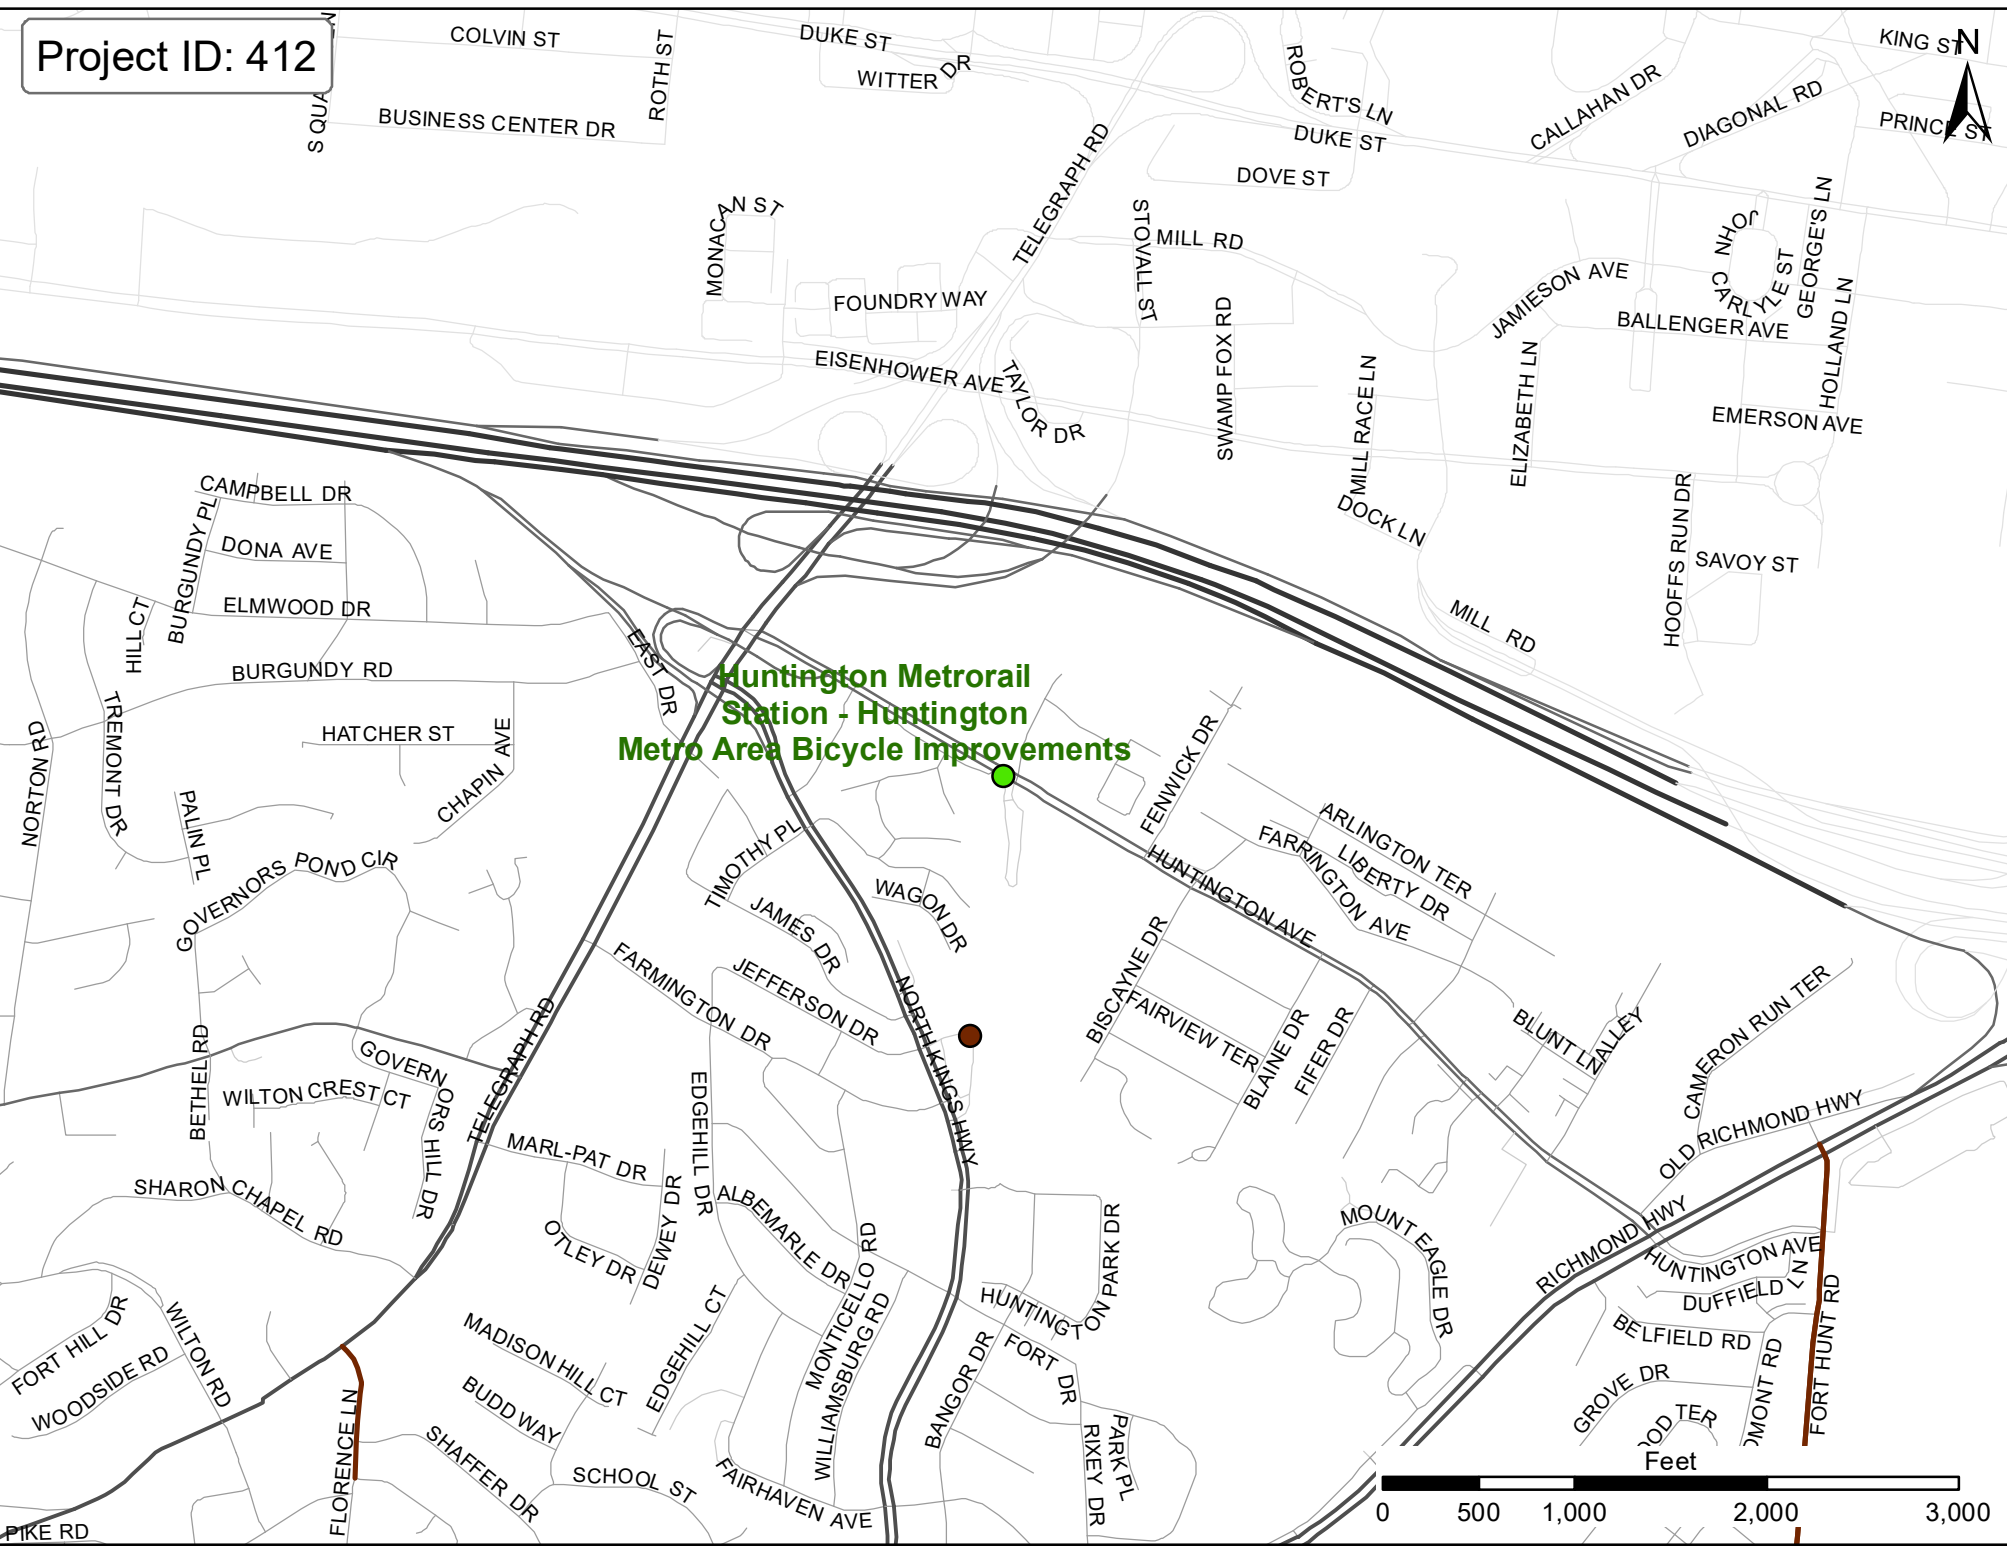 Project ID: 412
COLVIN ST
ROTH ST
DUKE ST
WITTER DR
ROBERT'S LN
KING ST
N
CALLAHAN DR
DIAGONAL RD
PRINCE ST
BUSINESS CENTER DR
TELEGRAPH RD
DUKE ST
DOVE ST
MONACAN ST
STOVALL ST
MILL RD
JOHN CARLYLE ST
GEORGE'S LN
JAMIESON AVE
FOUNDRY WAY
SWAMP FOX RD
BALLENGER AVE
HOLLAND LN
EISENHOWER AVE
TAYLOR DR
MILL RACE LN
ELIZABETH LN
EMERSON AVE
CAMPBELL DR
DOCK LN
BURGUNDY PL
DONA AVE
HOOFFS RUN DR
SAVOY ST
HILL CT
ELMWOOD DR
EAST DR
MILL RD
BURGUNDY RD
Huntington Metrorail
Station - Huntington
Metro Area Bicycle Improvements
NORTON RD
TREMONT DR
HATCHER ST
CHAPIN AVE
FENWICK DR
PALIN PL
TIMOTHY PL
ARLINGTON TER
FARRINGTON AVE
LIBERTY DR
GOVERNORS POND CIR
HUNTINGTON AVE
WAGON DR
JAMES DR
FARMINGTON DR
JEFFERSON DR
BISCAYNE DR
NORTH KINGS HWY
FAIRVIEW TER
BLAINE DR
FIFER DR
BLUNT LN
ALLEY
CAMERON RUN TER
BETHEL RD
TELEGRAPH RD
GOVERNORS HILL DR
WILTON CREST CT
EDGEHILL DR
OLD RICHMOND HWY
MARL-PAT DR
SHARON CHAPEL RD
OTLEY DR
DEWEY DR
ALBEMARLE DR
MONTICELLO RD
HUNTINGTON PARK DR
MOUNT EAGLE DR
RICHMOND HWY
HUNTINGTON AVE
DUFFIELD LN
FORT HUNT RD
FORT HILL DR
WILTON RD
WOODSIDE RD
MADISON HILL CT
EDGEHILL CT
WILLIAMSBURG RD
BANGOR DR
FORT DR
BELFIELD RD
GROVE DR
BUDD WAY
FLORENCE LN
SHAFFER DR
SCHOOL ST
FAIRHAVEN AVE
RIXEY DR
PARK PL
PIKE RD
Feet
0 500 1,000 2,000 3,000